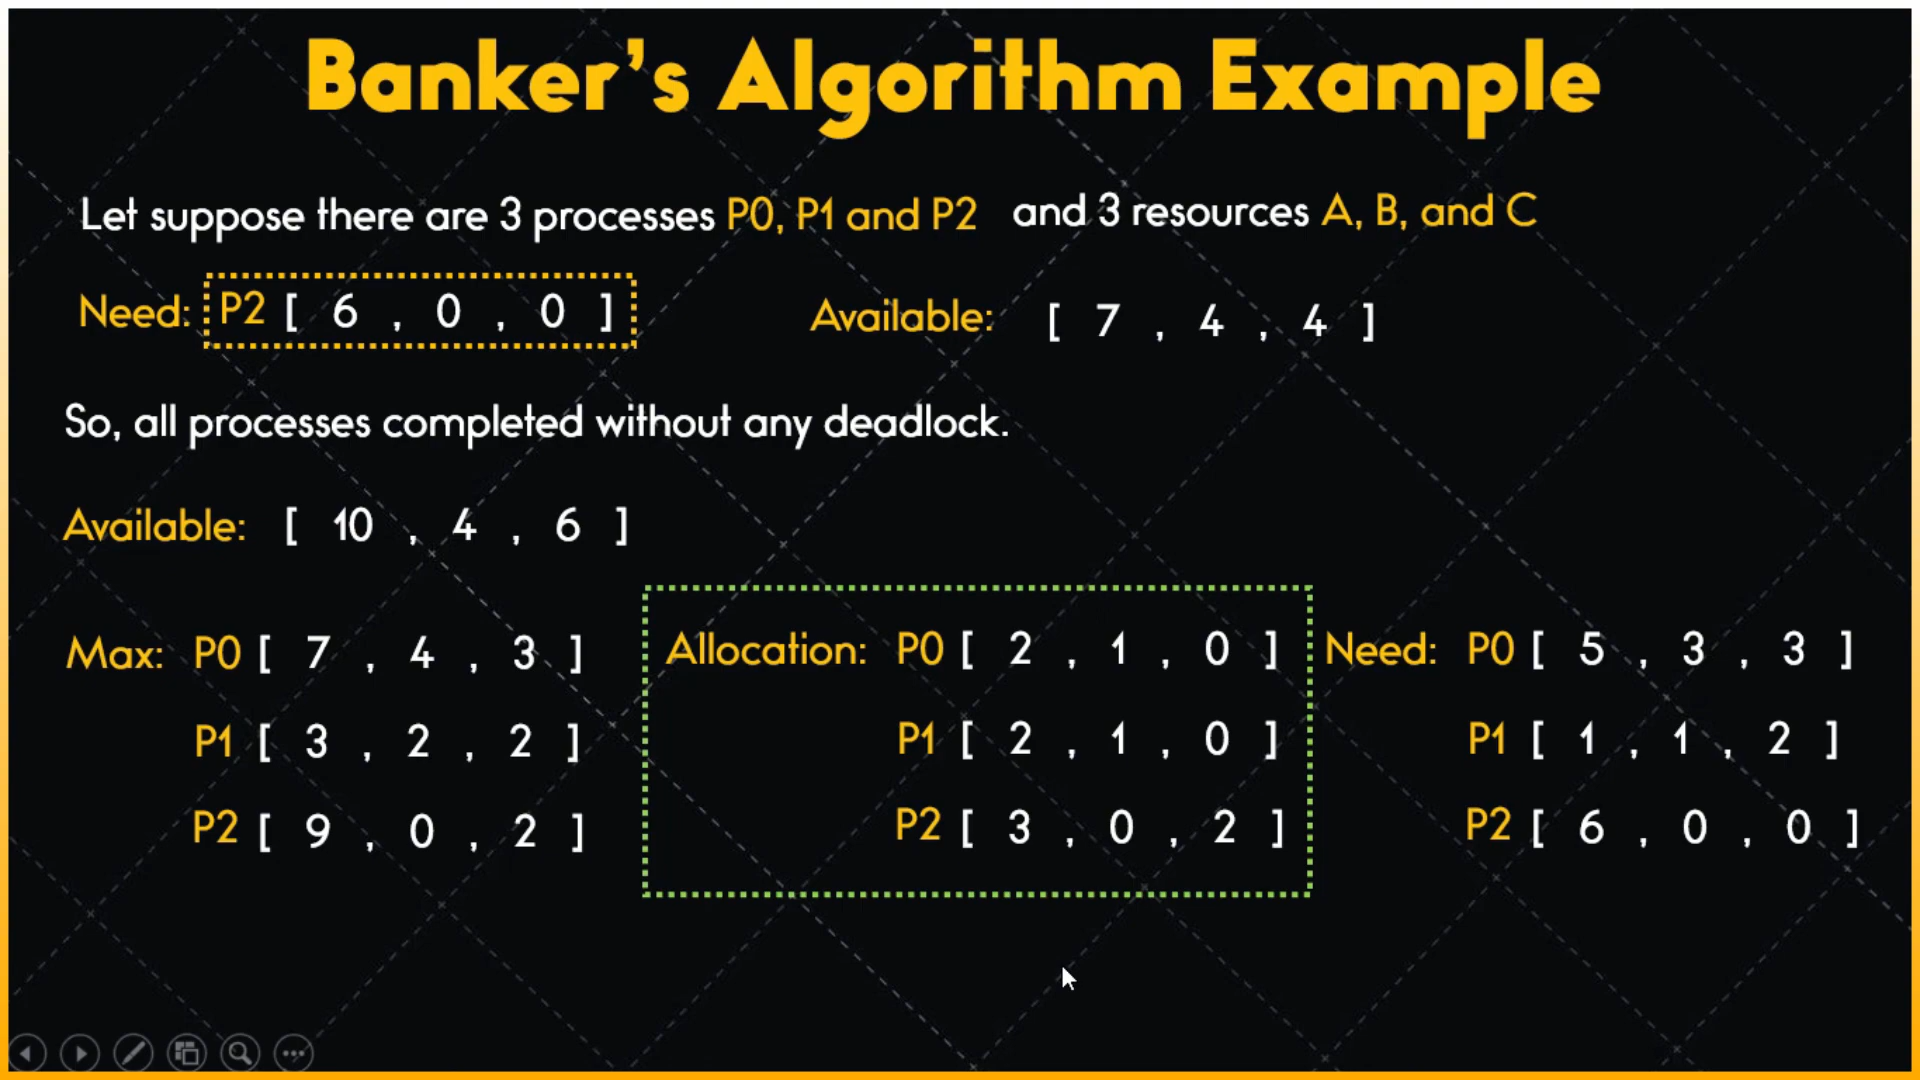 Banker's Algorithm Example
Let suppose there are 3 processes P0, P1 and P2 and 3 resources A, B, and C
Need: P2 [ 6 , 0 , 0 ] Available: [ 7 , 4 , 4 ]
So, all processes completed without any deadlock.
Available: [ 10 , 4 , 6 ]
Max: P0 [ 7 , 4 , 3 ] Allocation: P0 [ 2 , 1 , 0 ] Need: P0 [ 5 , 3 , 3 ]
P1 [ 3 , 2 , 2 ] P1 [ 2 , 1 , 0 ] P1 [ 1 , 1 , 2 ]
P2 [ 9 , 0 , 2 ] P2 [ 3 , 0 , 2 ] P2 [ 6 , 0 , 0 ]